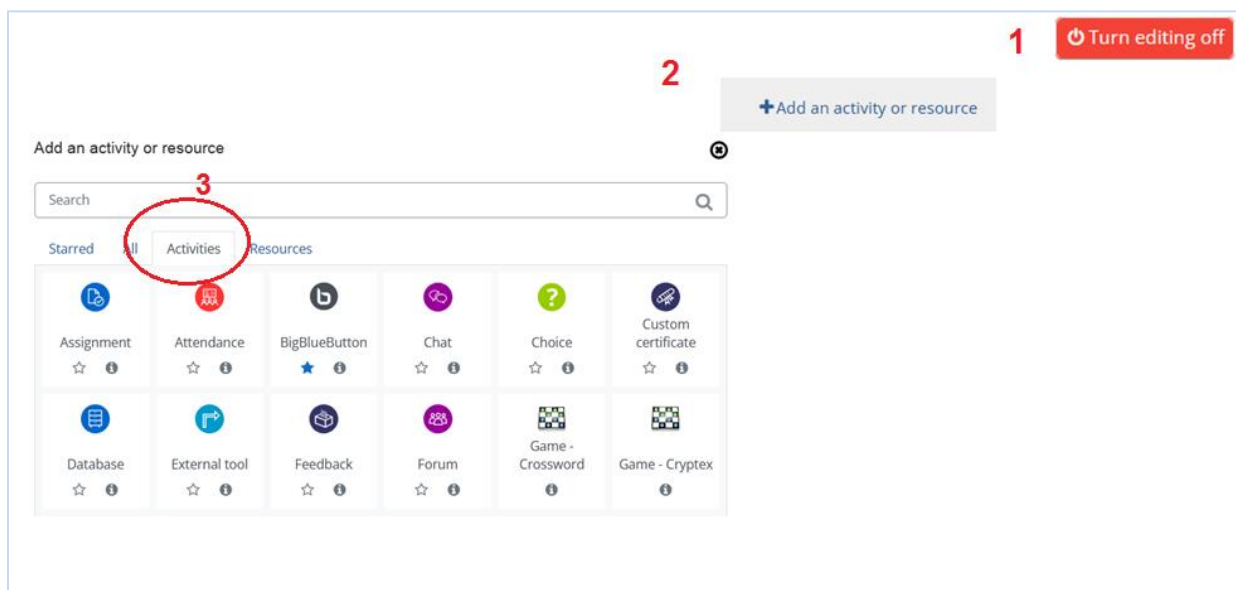 1
Turn editing off
2
Add an activity or resource
Add an activity or resource
3
Search
Starred All Activities Resources
Assignment Attendance BigBlueButton Chat Choice Custom
certificate
Database External tool Feedback Forum Game -
Crossword Game - Cryptex